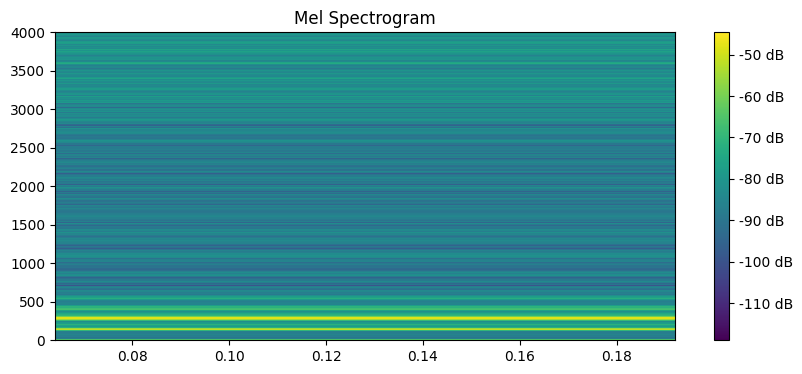 Mel Spectrogram
4000
3500
3000
2500
2000
1500
1000
500
0
0.08 0.10 0.12 0.14 0.16 0.18
-50 dB
-60 dB
-70 dB
-80 dB
-90 dB
-100 dB
-110 dB